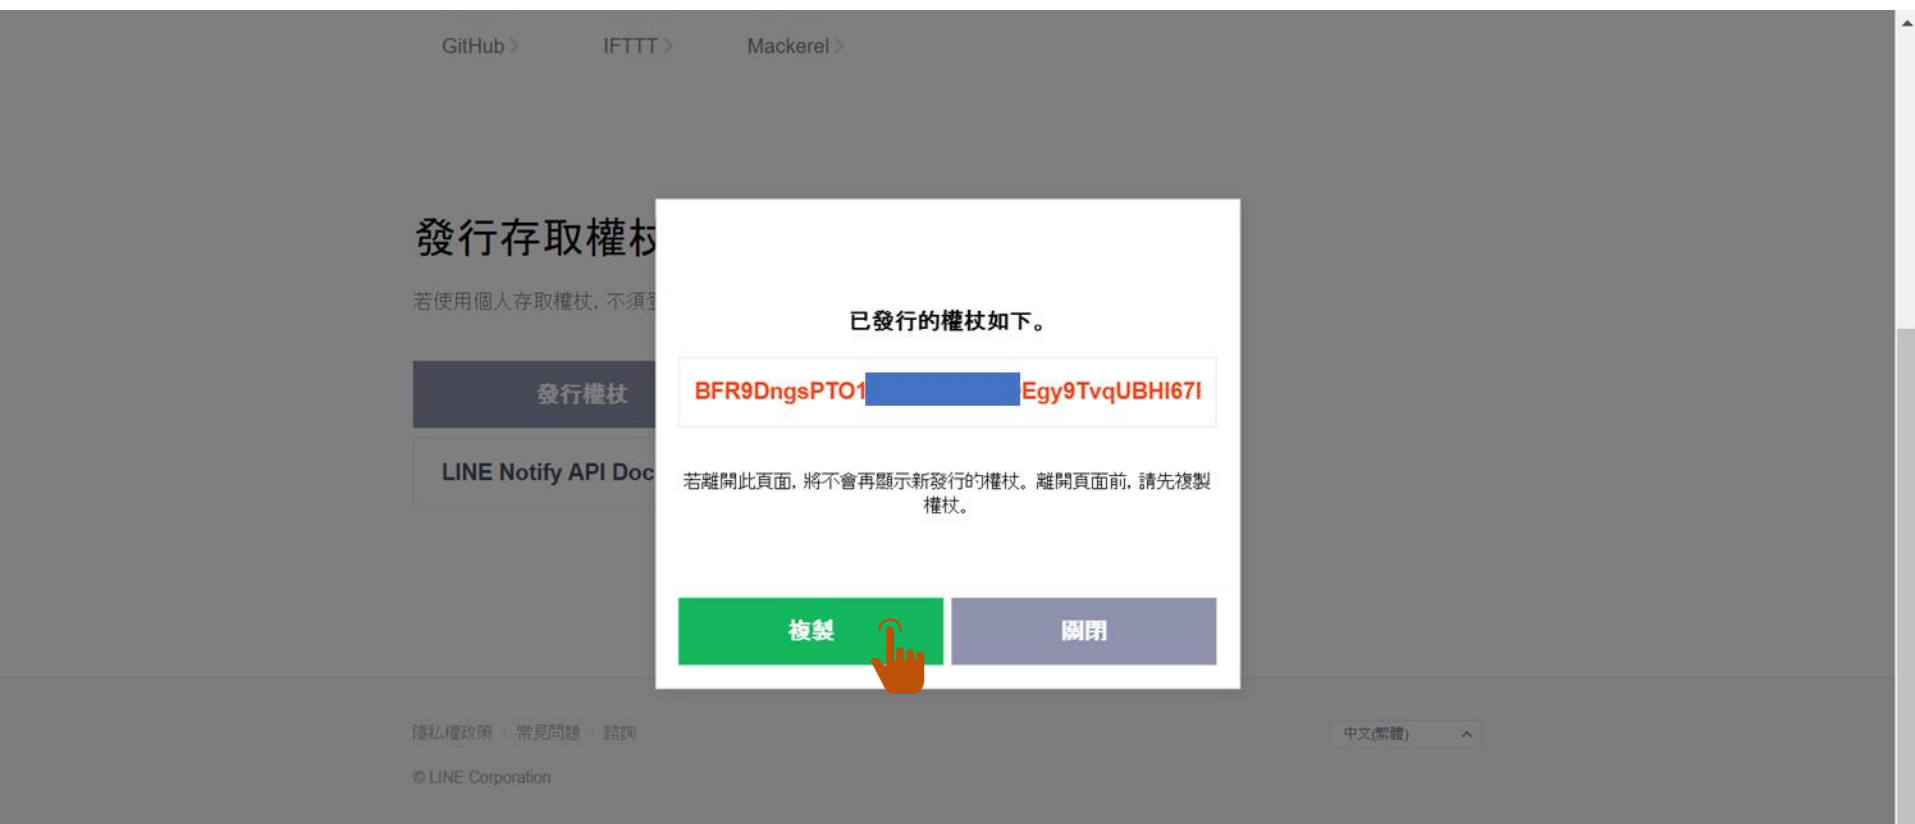 GitHub
IFTTT
Mackerel
發行存取權杖
若使用個人存取權杖, 不須
發行權杖
LINE Notify API Doc
已發行的權杖如下。
BFR9DngsPTO1 Egy9TvqUBHI67I
若離開此頁面, 將不會再顯示新發行的權杖。離開頁面前, 請先複製
權杖。
複製
關閉
隱私權政策
常見問題
諮詢
中文(繁體)
© LINE Corporation